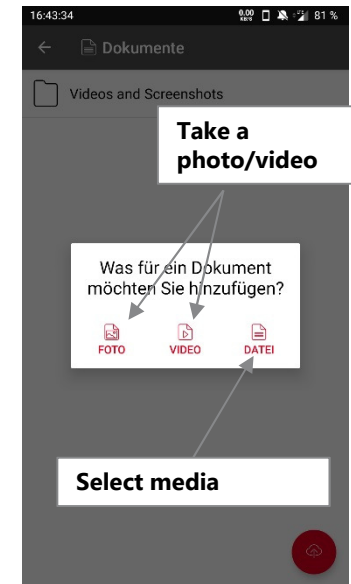 16:43:34 0.00 KB/S 81 %
Dokumente
Videos and Screenshots
Take a
photo/video
Was für ein Dokument
möchten Sie hinzufügen?
FOTO VIDEO DATEI
Select media